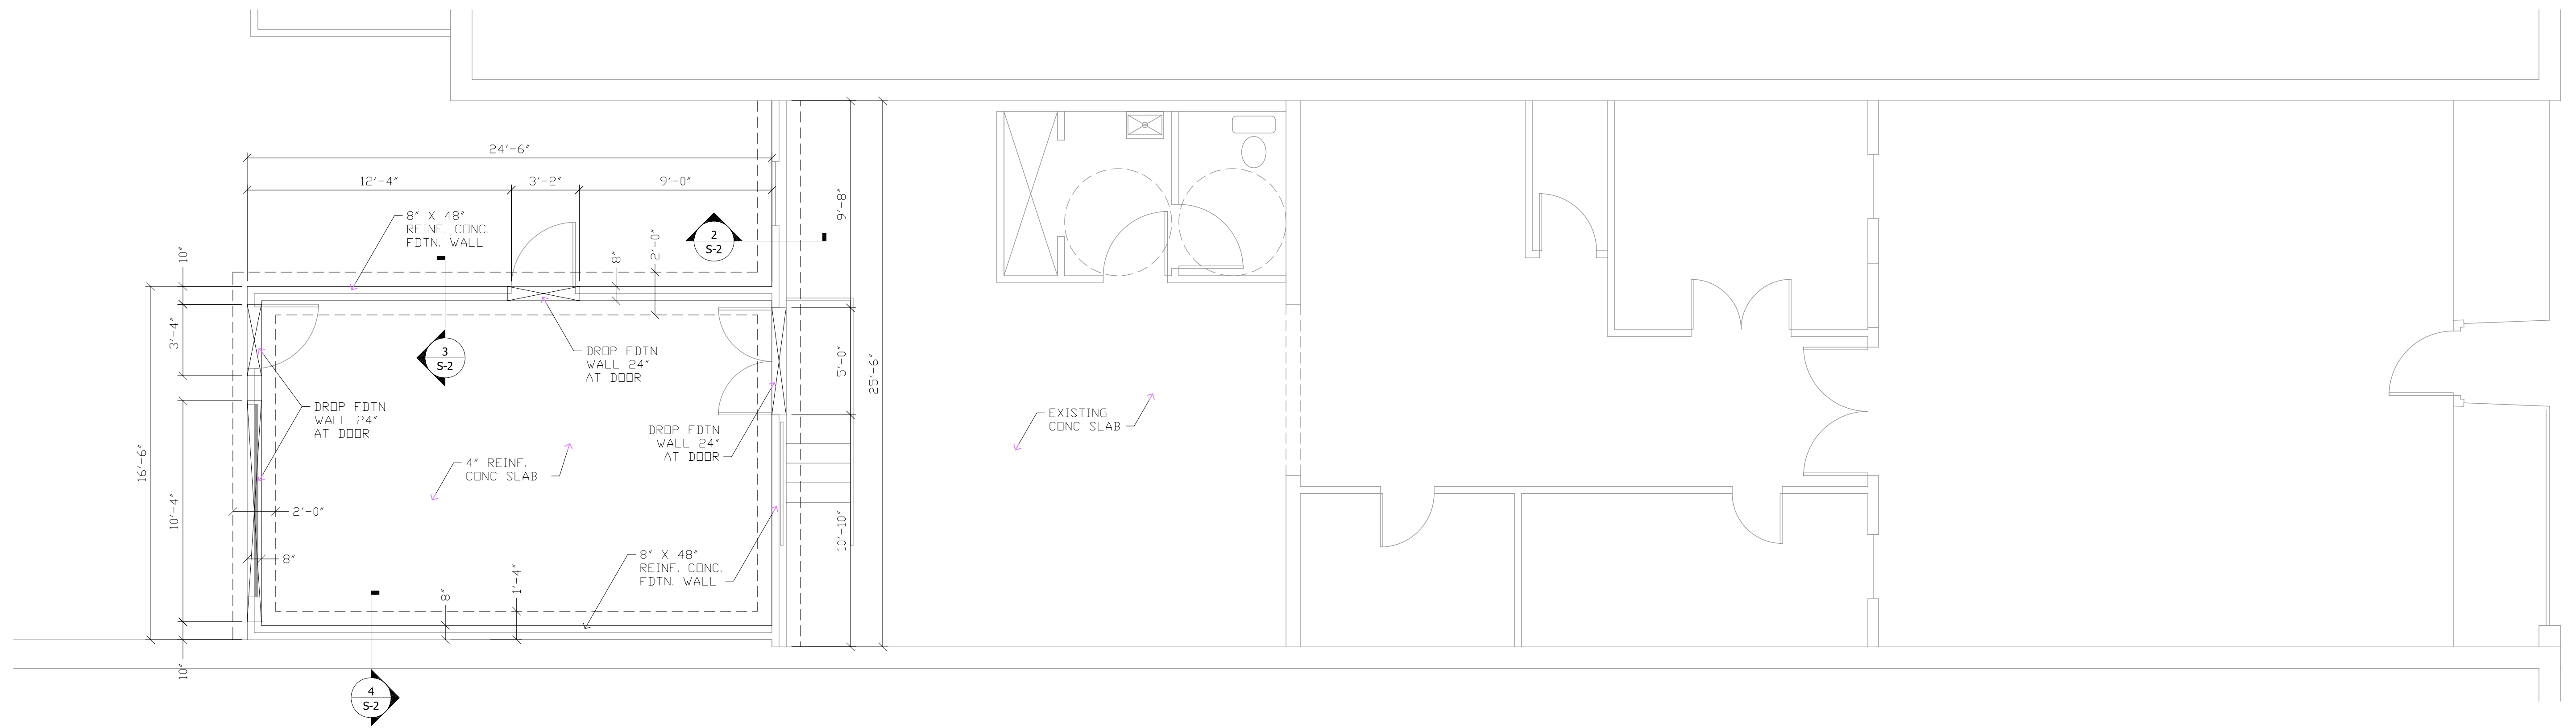 24'-6"
12'-4"
3'-2"
9'-0"
9'-8"
8" X 48"
REINF. CONC.
FDTN. WALL
2
S-2
2'-0"
8"
10"
3'-4"
3
S-2
DROP FDTN
WALL 24"
AT DOOR
5'-0"
25'-6"
DROP FDTN
WALL 24"
AT DOOR
EXISTING
CONC SLAB
DROP FDTN
WALL 24"
AT DOOR
16'-6"
4" REINF.
CONC SLAB
10'-4"
2'-0"
10'-10"
8"
8" X 48"
REINF. CONC.
FDTN. WALL
1'-4"
8"
10"
4
S-2